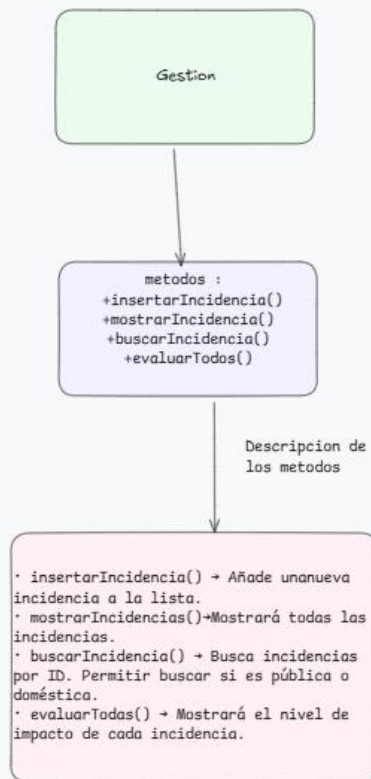 Gestion
metodos :
+insertarIncidencia()
+mostrarIncidencia()
+buscarIncidencia()
+evaluarTodos()
Descripcion de
los metodos
· insertarIncidencia() → Añade unanueva
incidencia a la lista.
· mostrarIncidencias()→Mostrará todas las
incidencias.
· buscarIncidencia() → Busca incidencias
por ID. Permitir buscar si es pública o
doméstica.
· evaluarTodas() → Mostrará el nivel de
impacto de cada incidencia.